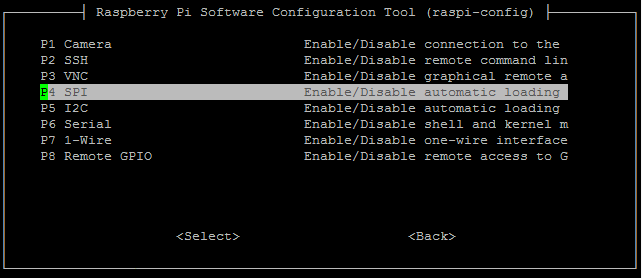 Raspberry Pi Software Configuration Tool (raspi-config)
P1 Camera Enable/Disable connection to the
P2 SSH Enable/Disable remote command lin
P3 VNC Enable/Disable graphical remote a
P4 SPI Enable/Disable automatic loading
P5 I2C Enable/Disable automatic loading
P6 Serial Enable/Disable shell and kernel m
P7 1-Wire Enable/Disable one-wire interface
P8 Remote GPIO Enable/Disable remote access to G
<Select> <Back>